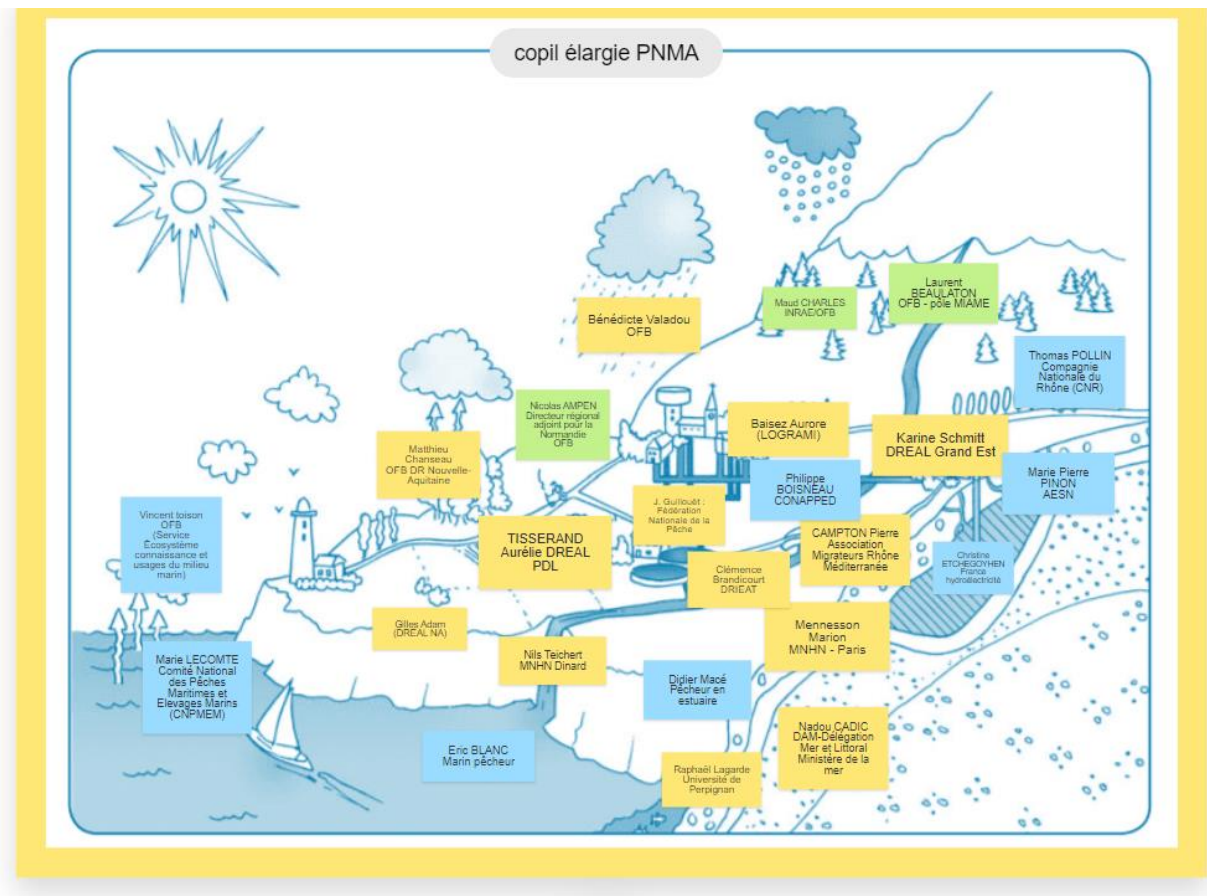 copil élargie PNMA
Laurent
BEAULATON
OFB - pôle MIAME
Maud CHARLES
INRAE/OFB
Bénédicte Valadou
OFB
Thomas POLLIN
Compagnie
Nationale du
Rhône (CNR)
Nicolas AMPEN
Directeur régional
adjoint pour la
Normandie
OFB
Baisez Aurore
(LOGRAMI)
Karine Schmitt
DREAL Grand Est
Matthieu
Chanseau
OFB DR Nouvelle-
Aquitaine
Philippe
BOISNEAU
CONAPPED
Marie Pierre
PINON
AESN
J. Guillouët :
Fédération
Nationale de la
Pêche
Vincent toison
OFB
(Service
Écosystème
connaissance et
usages du milieu
marin)
TISSERAND
Aurélie DREAL
PDL
CAMPTON Pierre
Association
Migrateurs Rhône
Méditerranée
Christine
ETCHEGOYHEN
France
hydroélectricité
Clémence
Brandicourt
DRIEAT
Gilles Adam
(DREAL NA)
Mennesson
Marion
MNHN - Paris
Nils Teichert
MNHN Dinard
Marie LECOMTE
Comité National
des Pêches
Maritimes et
Elevages Marins
(CNPMEM)
Didier Macé
Pêcheur en
estuaire
Nadou CADIC
DAM-Délégation
Mer et Littoral
Ministère de la
mer
Eric BLANC
Marin pêcheur
Raphaël Lagarde
Université de
Perpignan